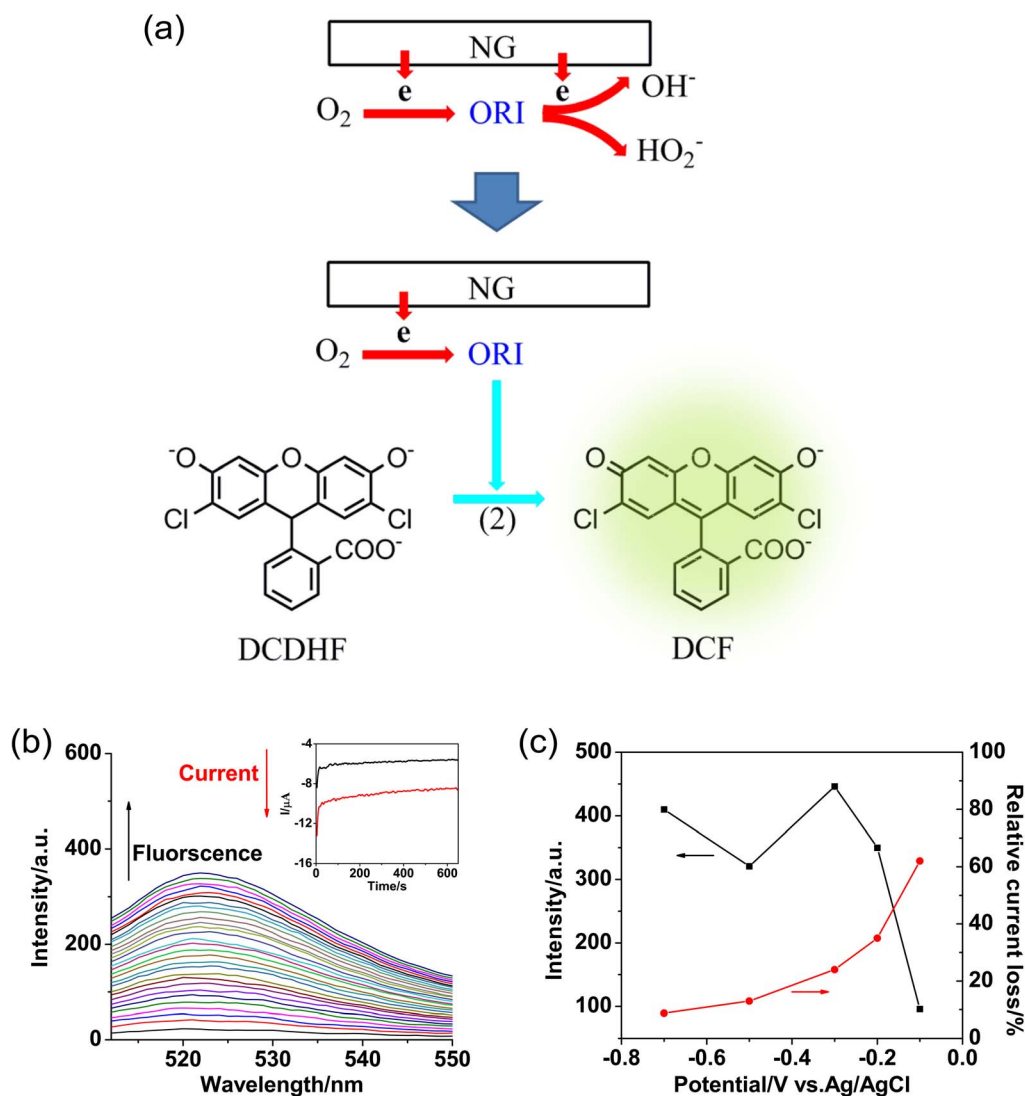 (a)
NG
e e
O₂ ORI OH⁻
HO₂⁻
NG
e
O₂ ORI
⁻O O O⁻
Cl Cl
COO⁻
(2)
O O O⁻
Cl Cl
COO⁻
DCDHF DCF
(b)
600
400
200
0
Intensity/a.u.
Current
Fluorscence
-4
-8
-12
-16
I/μA
0 200 400 600
Time/s
520 530 540 550
Wavelength/nm
(c)
500
400
300
200
100
Intensity/a.u.
100
80
60
40
20
0
Relative current loss/%
-0.8 -0.6 -0.4 -0.2 0.0
Potential/V vs.Ag/AgCl